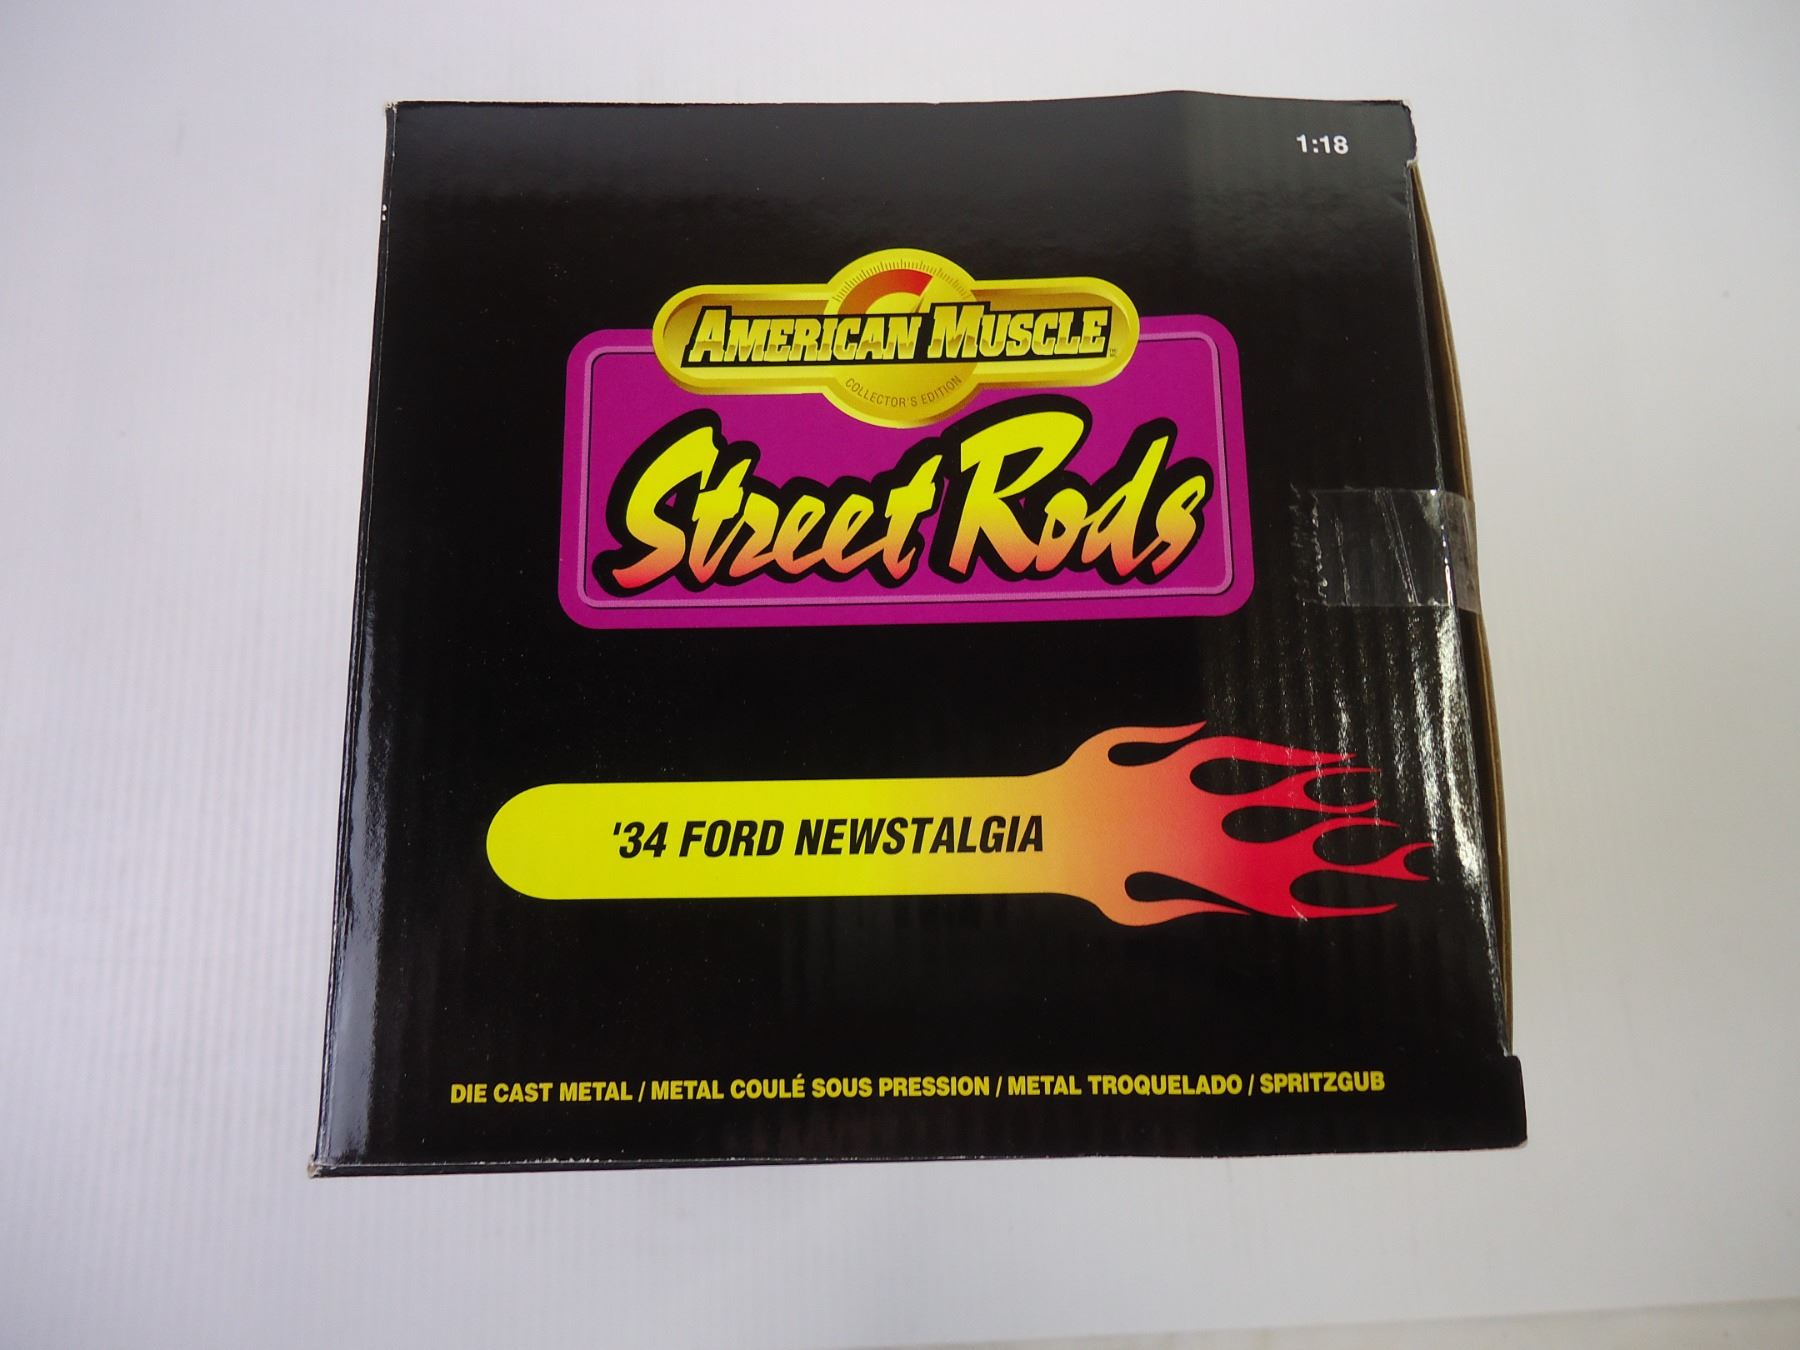 1:18
AMERICAN MUSCLE™
COLLECTOR'S EDITION
Street Rods
'34 FORD NEWSTALGIA
DIE CAST METAL / METAL COULÉ SOUS PRESSION / METAL TROQUELADO / SPRITZGUB